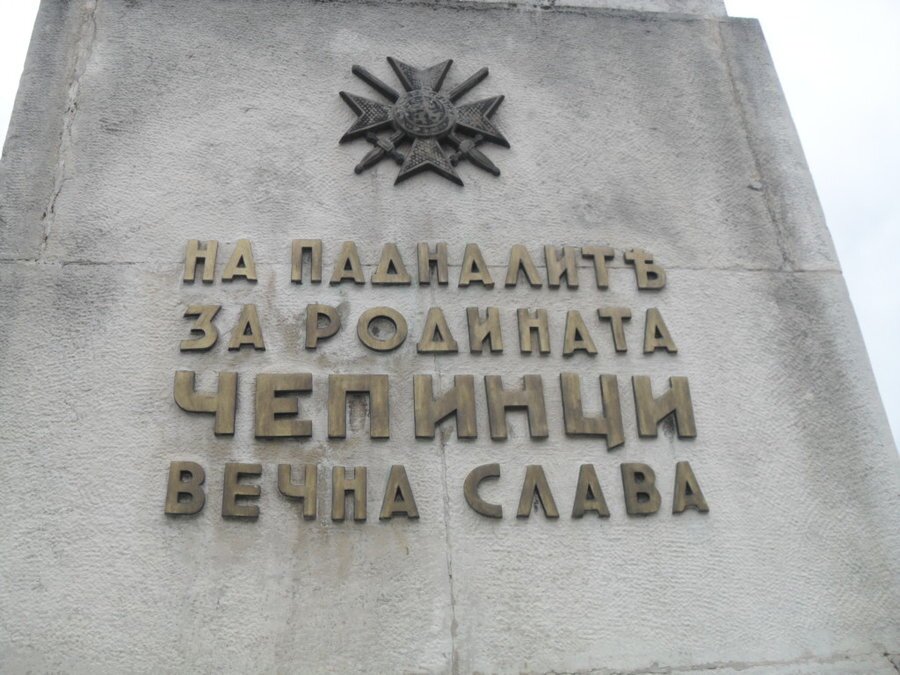 НА ПАДНАЛИТѢ
ЗА РОДИНАТА
ЧЕПИНЦИ
ВЕЧНА СЛАВА